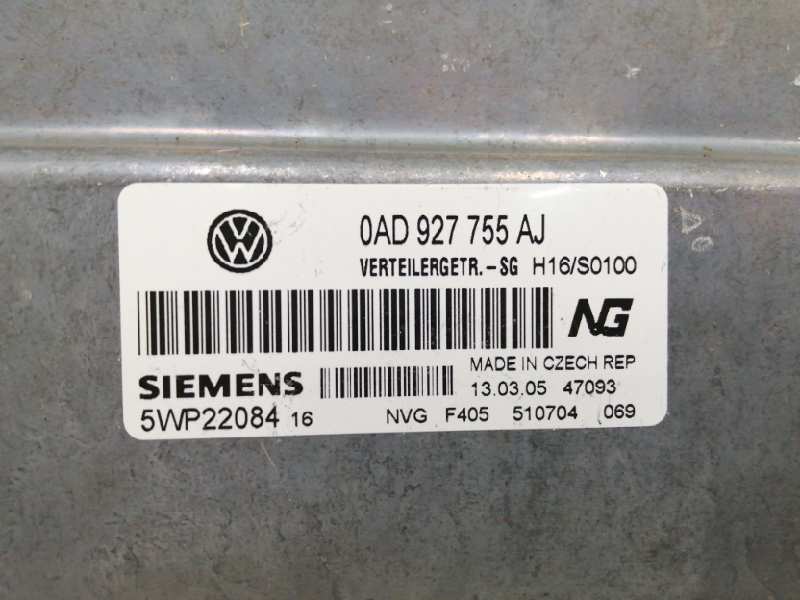 0AD 927 755 AJ
VERTEILERGETR.-SG H16/S0100
NG
MADE IN CZECH REP
SIEMENS 13.03.05 47093
5WP22084 16 NVG F405 510704 069